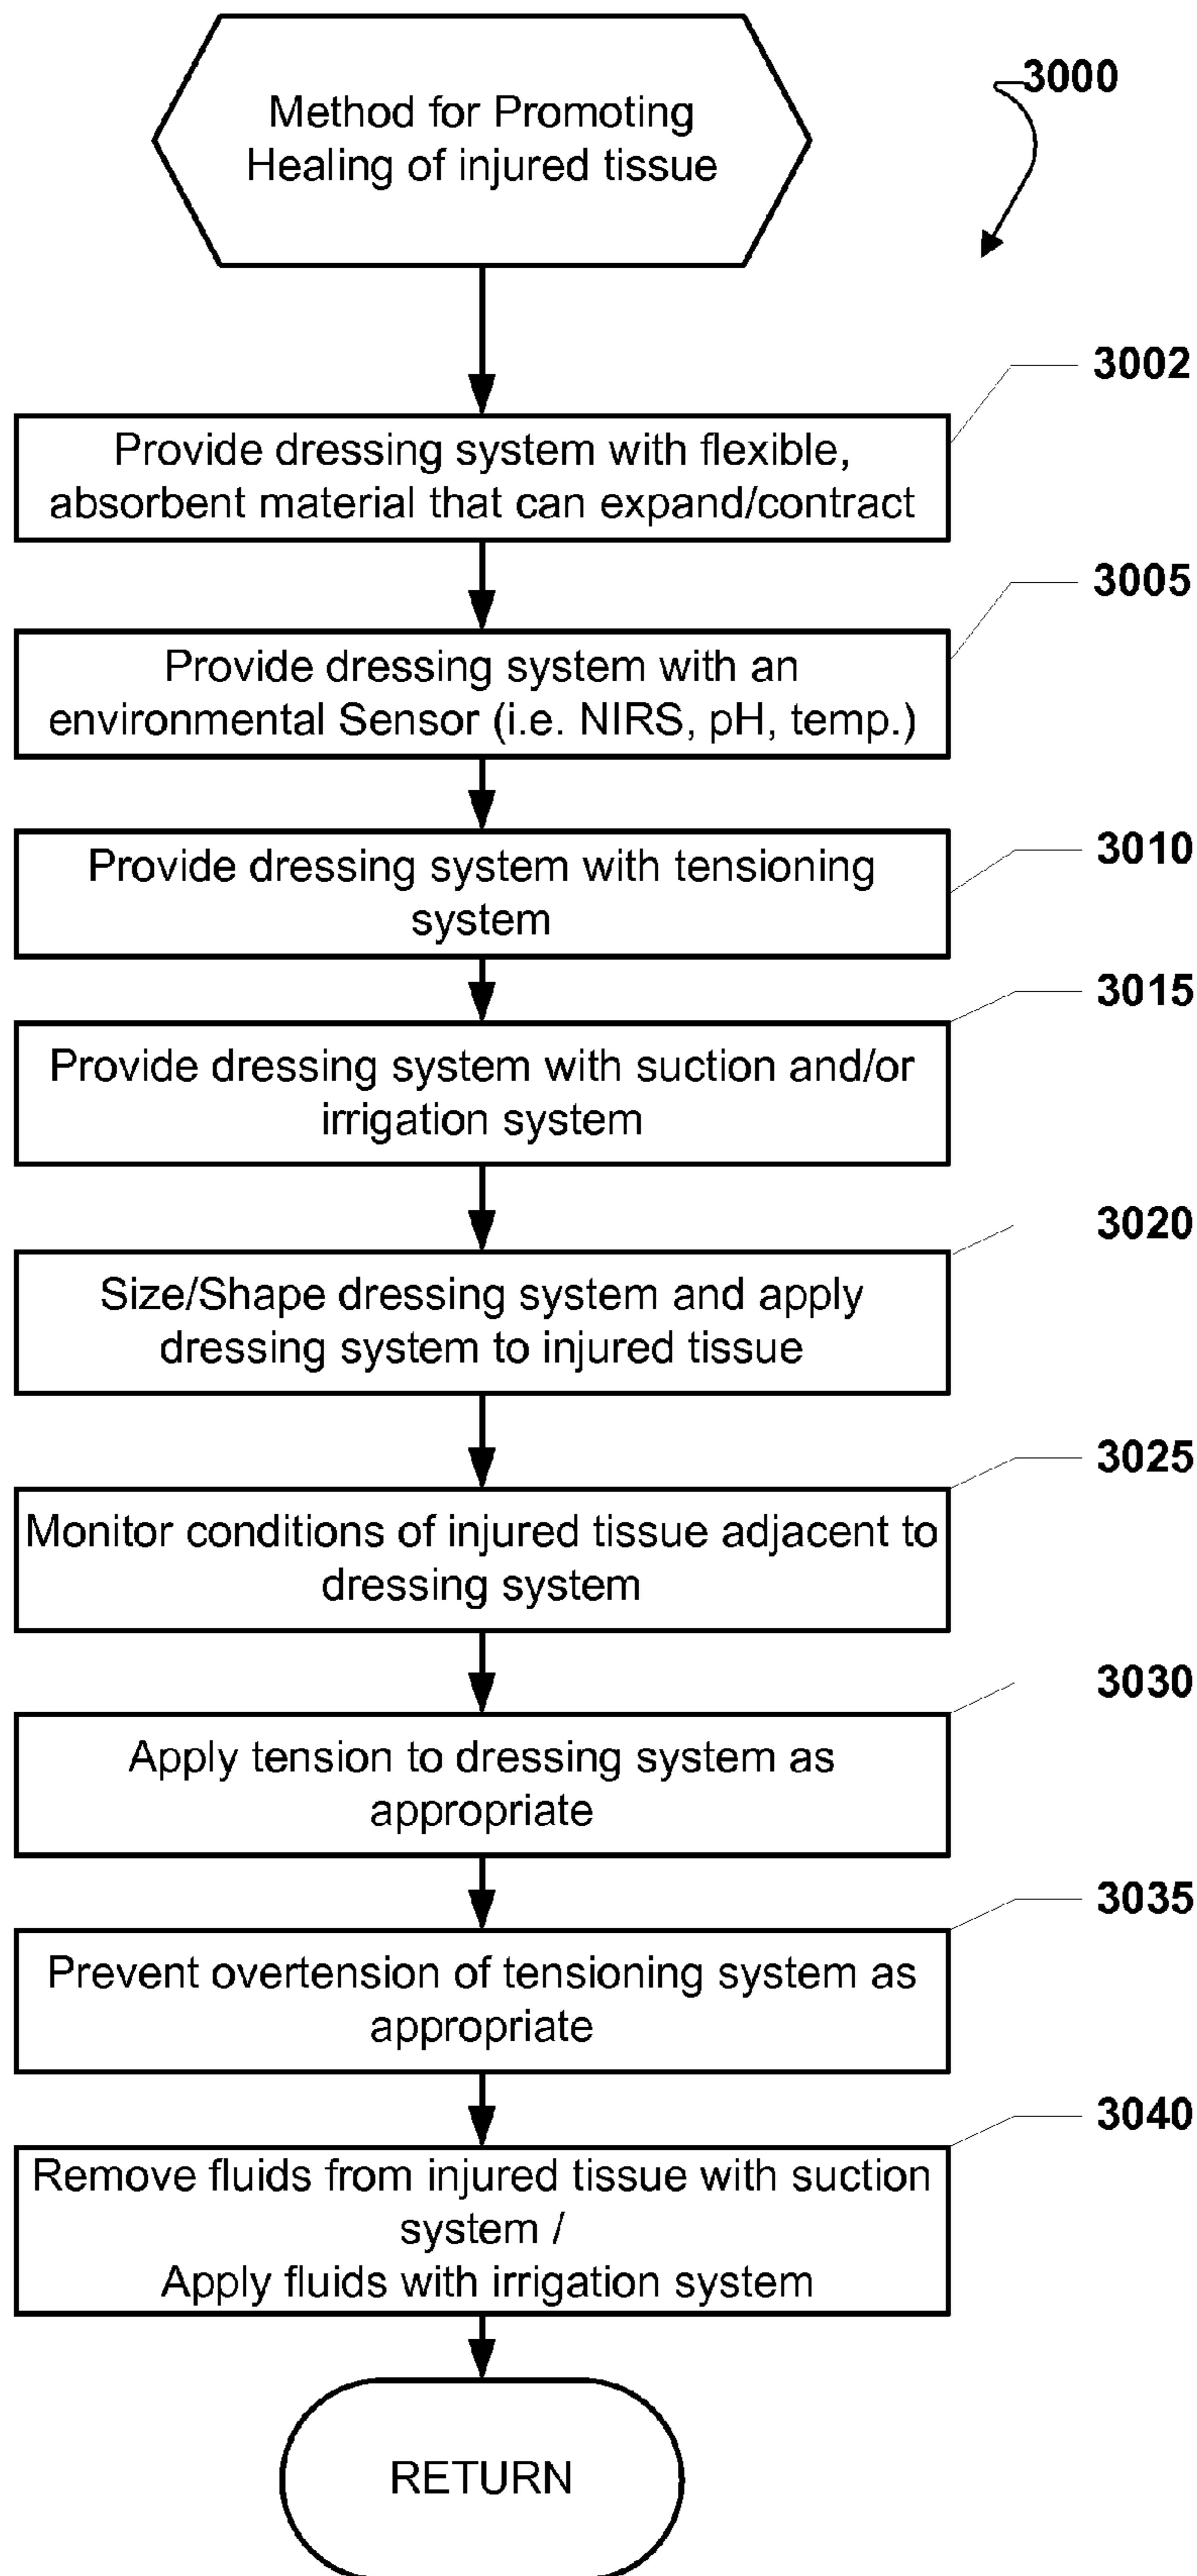 Method for Promoting
Healing of injured tissue
3000
3002
Provide dressing system with flexible,
absorbent material that can expand/contract
3005
Provide dressing system with an
environmental Sensor (i.e. NIRS, pH, temp.)
3010
Provide dressing system with tensioning
system
3015
Provide dressing system with suction and/or
irrigation system
3020
Size/Shape dressing system and apply
dressing system to injured tissue
3025
Monitor conditions of injured tissue adjacent to
dressing system
3030
Apply tension to dressing system as
appropriate
3035
Prevent overtension of tensioning system as
appropriate
3040
Remove fluids from injured tissue with suction
system /
Apply fluids with irrigation system
RETURN